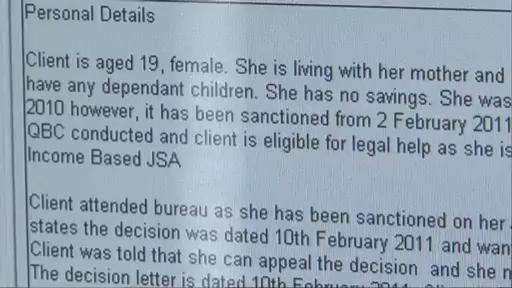 Personal Details
Client is aged 19, female. She is living with her mother and
have any dependant children. She has no savings. She was
2010 however, it has been sanctioned from 2 February 2011
QBC conducted and client is eligible for legal help as she is
Income Based JSA
Client attended bureau as she has been sanctioned on her
states the decision was dated 10th February 2011 and wan
Client was told that she can appeal the decision and she n
The decision letter is dated 10th February 2011